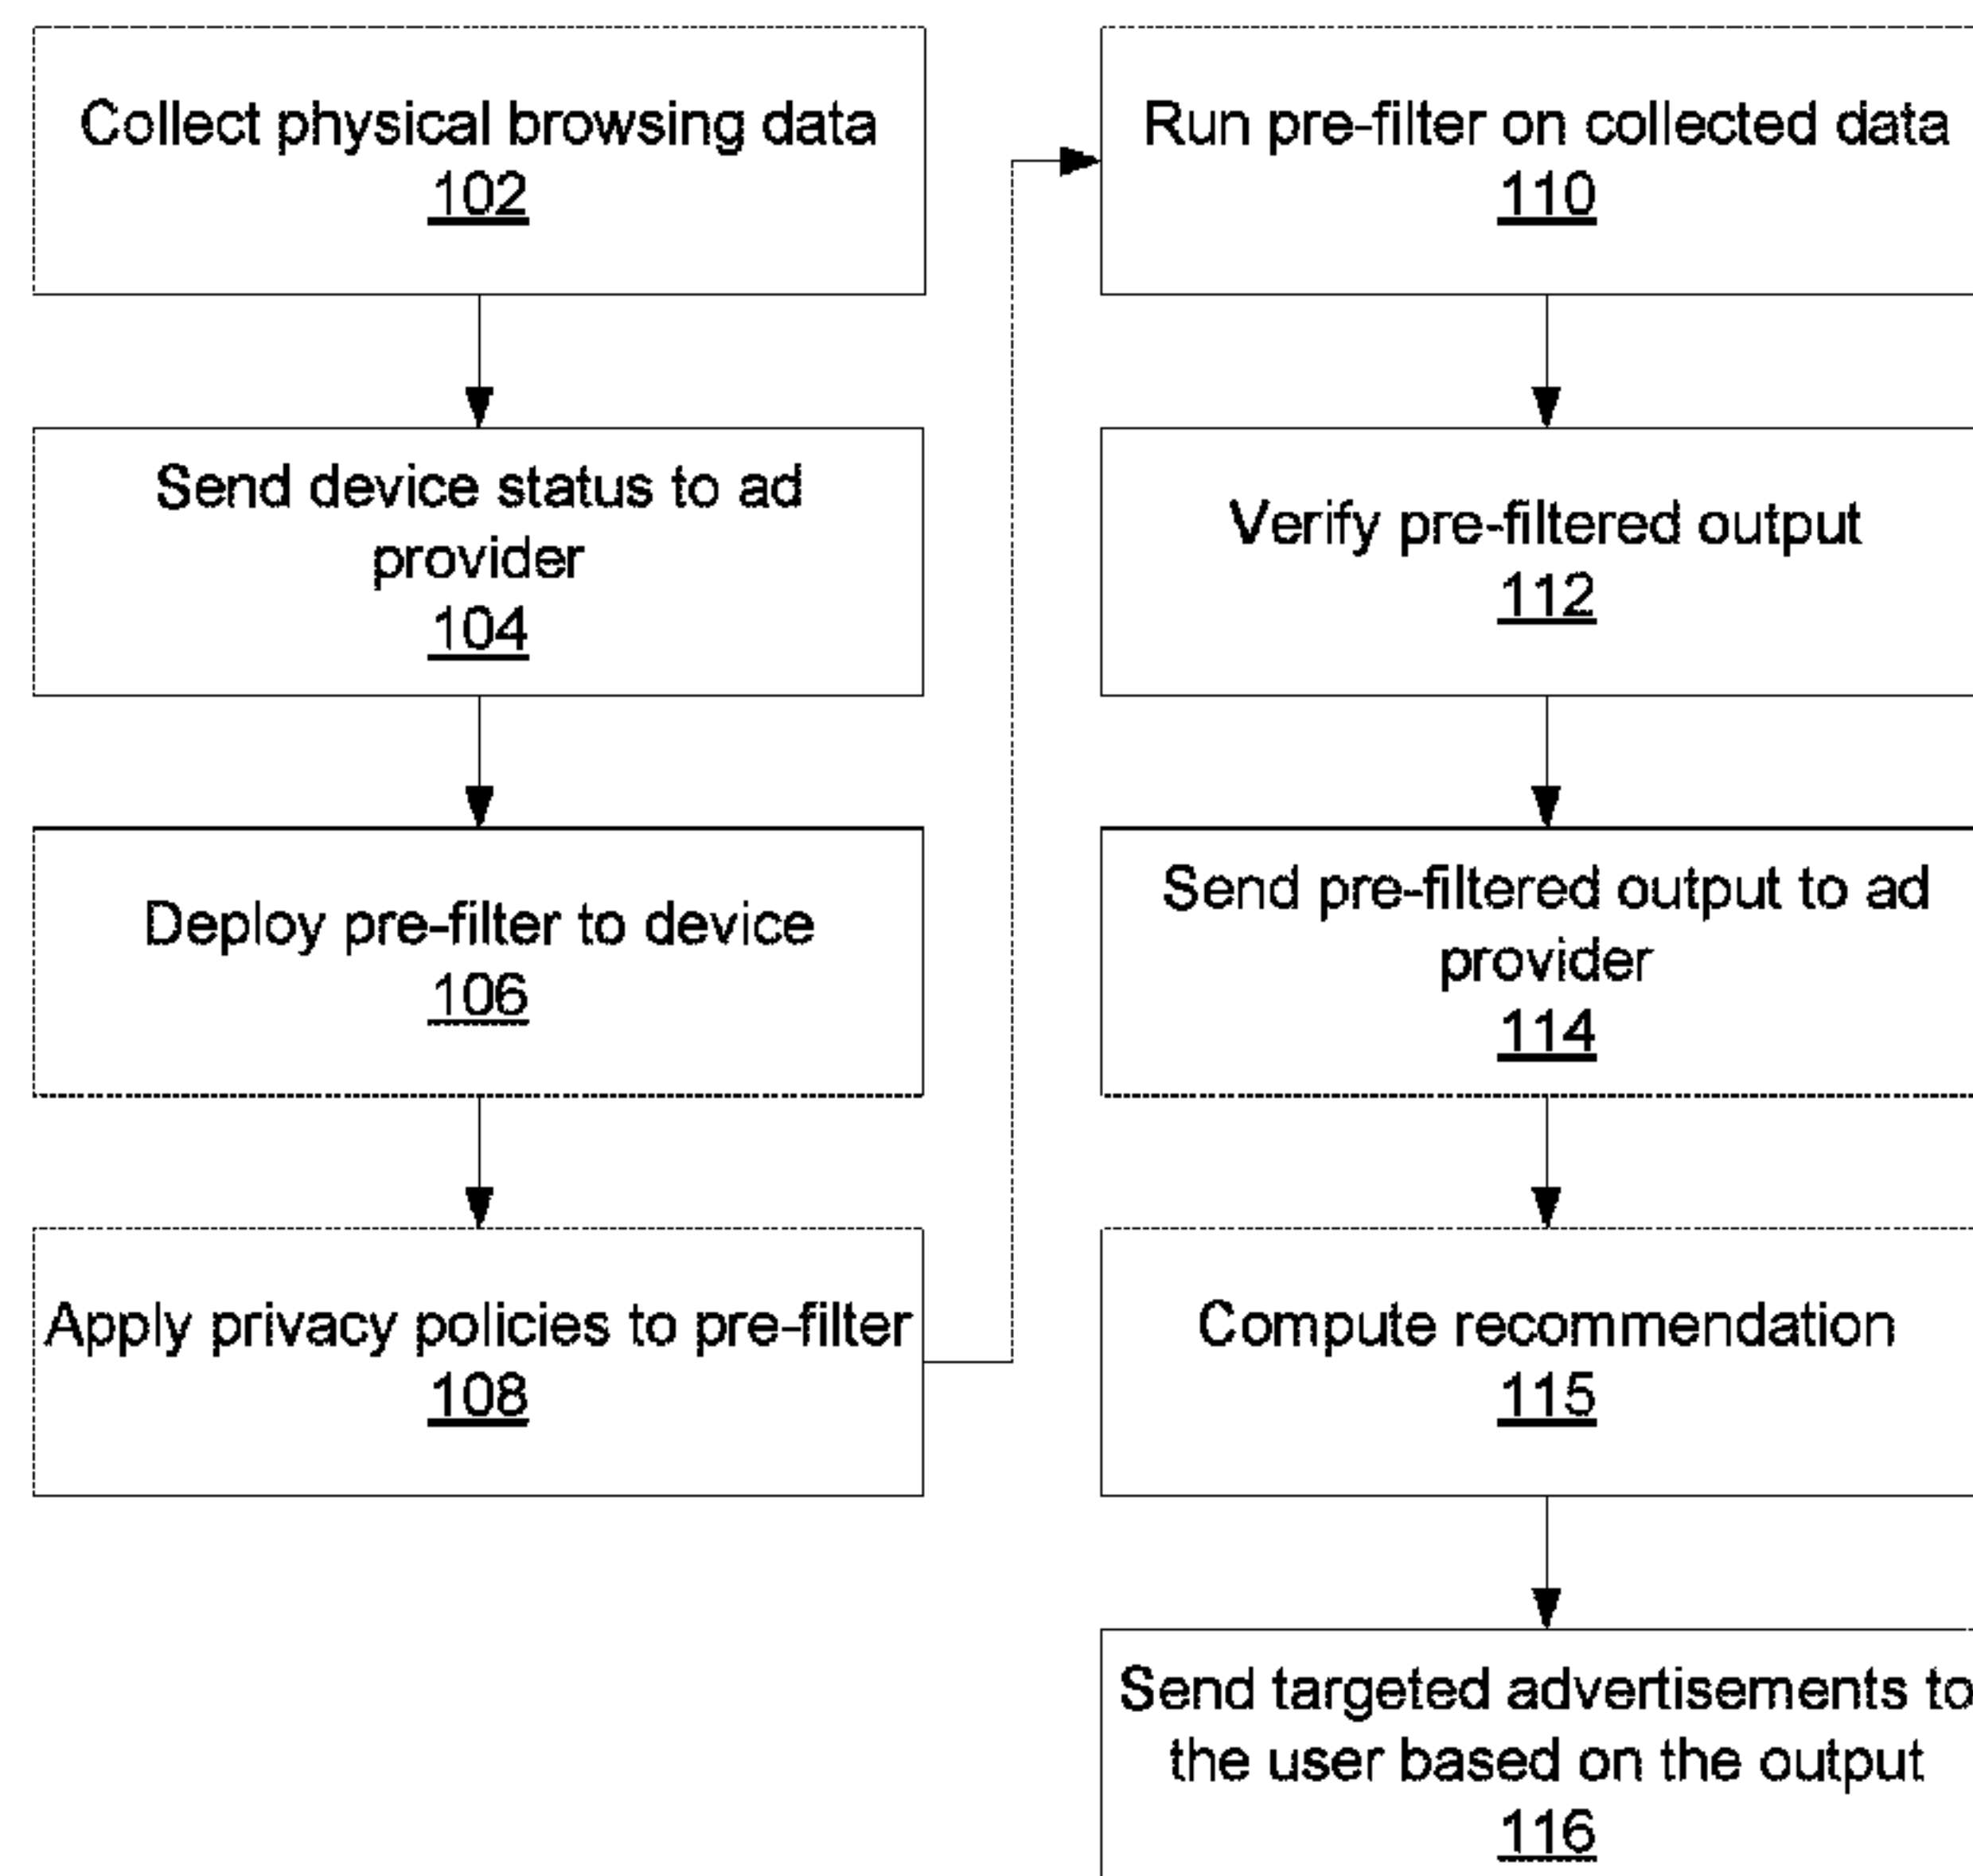 Collect physical browsing data
102
Send device status to ad
provider
104
Deploy pre-filter to device
106
Apply privacy policies to pre-filter
108
Run pre-filter on collected data
110
Verify pre-filtered output
112
Send pre-filtered output to ad
provider
114
Compute recommendation
115
Send targeted advertisements to
the user based on the output
116